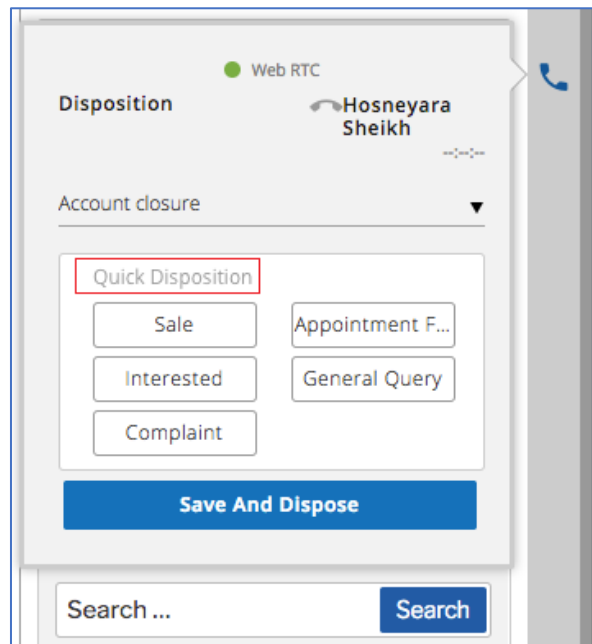 Web RTC
Disposition
Hosneyara
Sheikh
--:--:--
Account closure
Quick Disposition
Sale
Appointment F...
Interested
General Query
Complaint
Save And Dispose
Search ...
Search